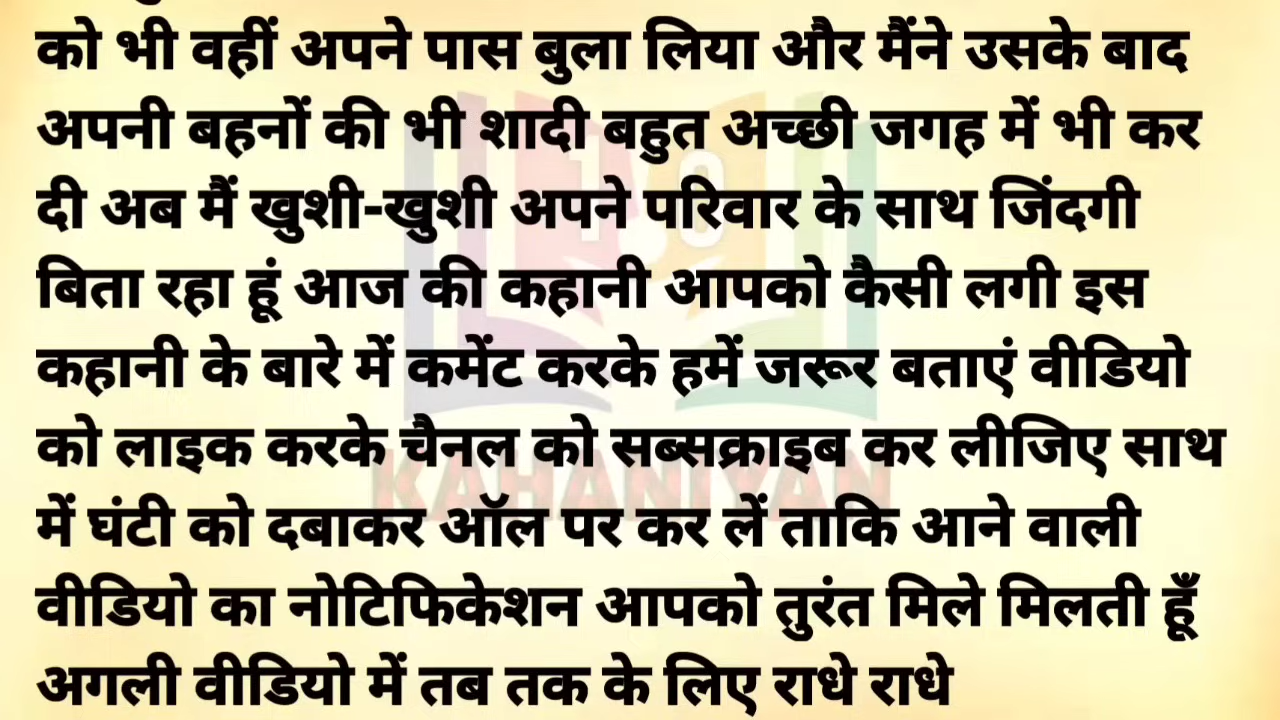 को भी वहीं अपने पास बुला लिया और मैंने उसके बाद
अपनी बहनों की भी शादी बहुत अच्छी जगह में भी कर
दी अब मैं खुशी-खुशी अपने परिवार के साथ जिंदगी
बिता रहा हूं आज की कहानी आपको कैसी लगी इस
कहानी के बारे में कमेंट करके हमें जरूर बताएं वीडियो
को लाइक करके चैनल को सब्सक्राइब कर लीजिए साथ
में घंटी को दबाकर ऑल पर कर लें ताकि आने वाली
वीडियो का नोटिफिकेशन आपको तुरंत मिले मिलती हूँ
अगली वीडियो में तब तक के लिए राधे राधे
KAHANIYAN